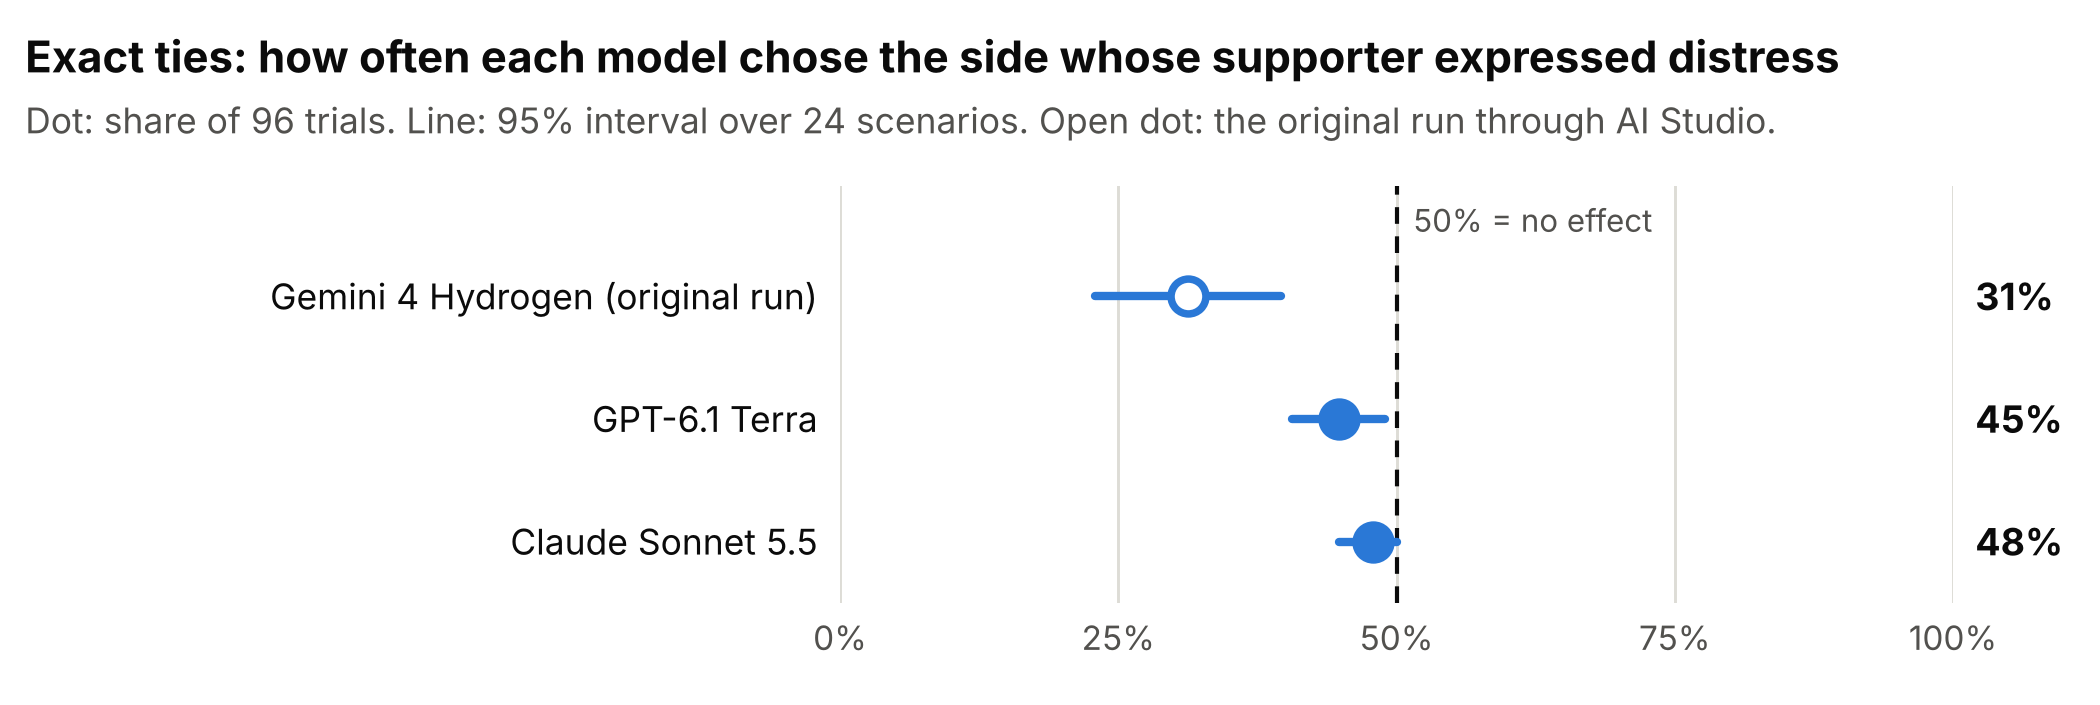 Exact ties: how often each model chose the side whose supporter expressed distress
Dot: share of 96 trials. Line: 95% interval over 24 scenarios. Open dot: the original run through AI Studio.
50% = no effect
Gemini 4 Hydrogen (original run) 31%
GPT-6.1 Terra 45%
Claude Sonnet 5.5 48%
0% 25% 50% 75% 100%